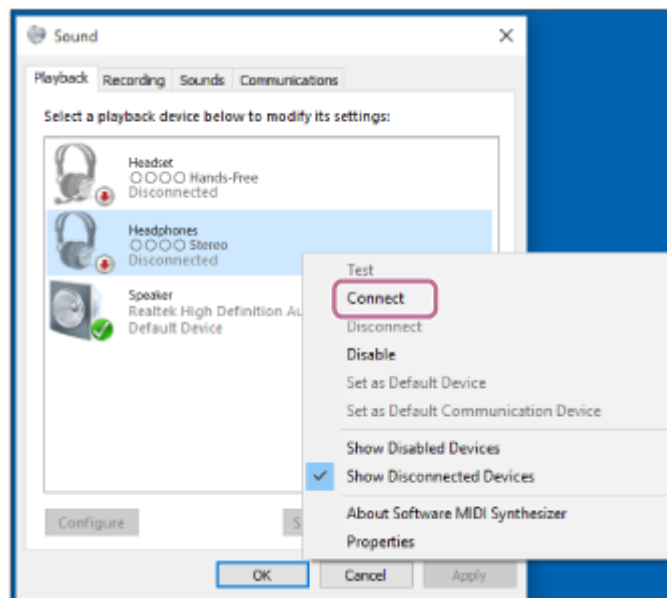 Sound
Playback Recording Sounds Communications
Select a playback device below to modify its settings:
Headset
○○○○ Hands-Free
Disconnected
Headphones
○○○○ Stereo
Disconnected
Speaker
Realtek High Definition Au
Default Device
Test
Connect
Disconnect
Disable
Set as Default Device
Set as Default Communication Device
Show Disabled Devices
Show Disconnected Devices
About Software MIDI Synthesizer
Properties
Configure
S
OK Cancel Apply